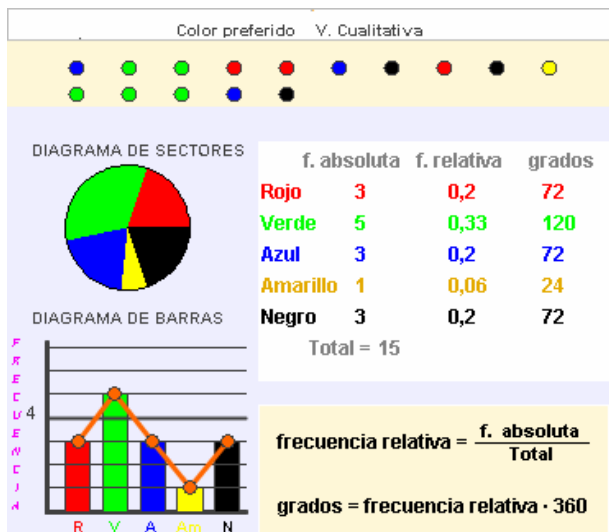 Color preferido V. Cualitativa
DIAGRAMA DE SECTORES
f. absoluta f. relativa grados
Rojo 3 0,2 72
Verde 5 0,33 120
Azul 3 0,2 72
Amarillo 1 0,06 24
Negro 3 0,2 72
Total = 15
DIAGRAMA DE BARRAS
FRECUENCIA
4
R V A Am N
frecuencia relativa = f. absoluta / Total
grados = frecuencia relativa · 360